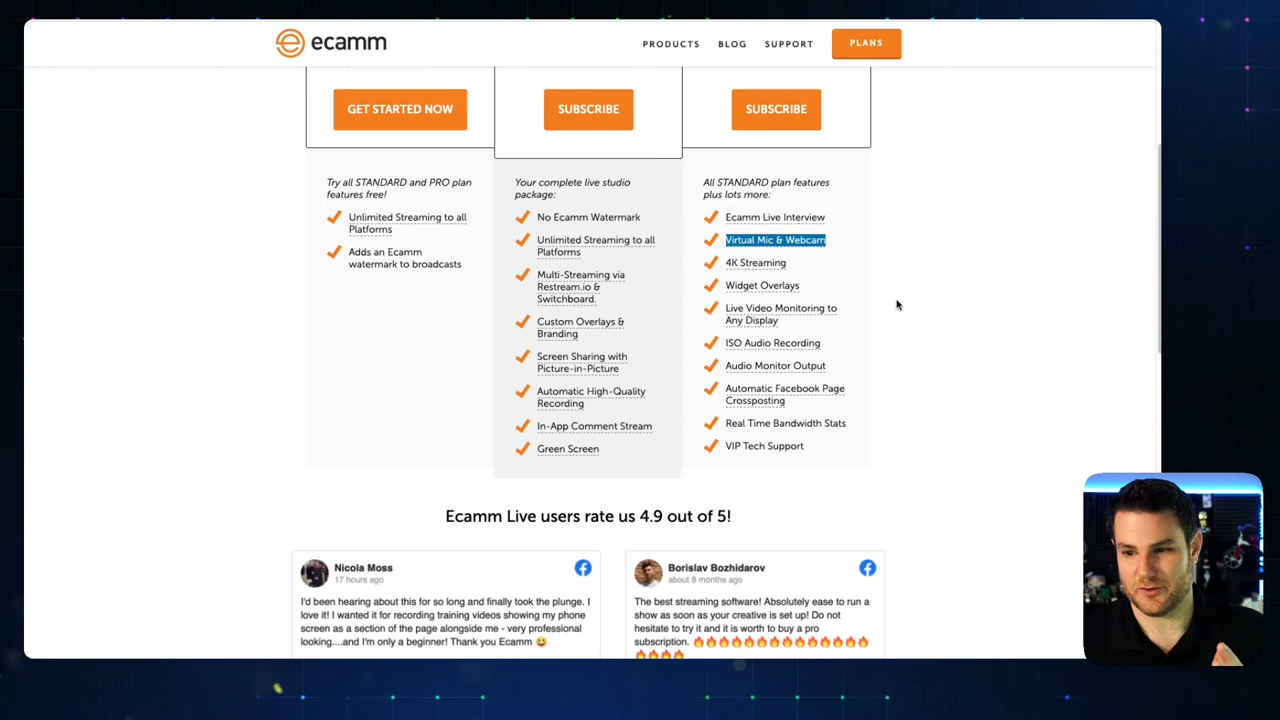 ecamm
PRODUCTS BLOG SUPPORT PLANS
GET STARTED NOW
SUBSCRIBE
SUBSCRIBE
Try all STANDARD and PRO plan
features free!
Unlimited Streaming to all
Platforms
Adds an Ecamm
watermark to broadcasts
Your complete live studio
package:
No Ecamm Watermark
Unlimited Streaming to all
Platforms
Multi-Streaming via
Restream.io &
Switchboard.
Custom Overlays &
Branding
Screen Sharing with
Picture-in-Picture
Automatic High-Quality
Recording
In-App Comment Stream
Green Screen
All STANDARD plan features
plus lots more:
Ecamm Live Interview
Virtual Mic & Webcam
4K Streaming
Widget Overlays
Live Video Monitoring to
Any Display
ISO Audio Recording
Audio Monitor Output
Automatic Facebook Page
Crossposting
Real Time Bandwidth Stats
VIP Tech Support
Ecamm Live users rate us 4.9 out of 5!
Nicola Moss
17 hours ago
I'd been hearing about this for so long and finally took the plunge. I
love it! I wanted it for recording training videos showing my phone
screen as a section of the page alongside me - very professional
looking....and I'm only a beginner! Thank you Ecamm 😃
Borislav Bozhidarov
about 8 months ago
The best streaming software! Absolutely ease to run a
show as soon as your creative is set up! Do not
hesitate to try it and it is worth to buy a pro
subscription. 🔥🔥🔥🔥🔥🔥🔥🔥🔥🔥🔥🔥🔥
🔥🔥🔥🔥